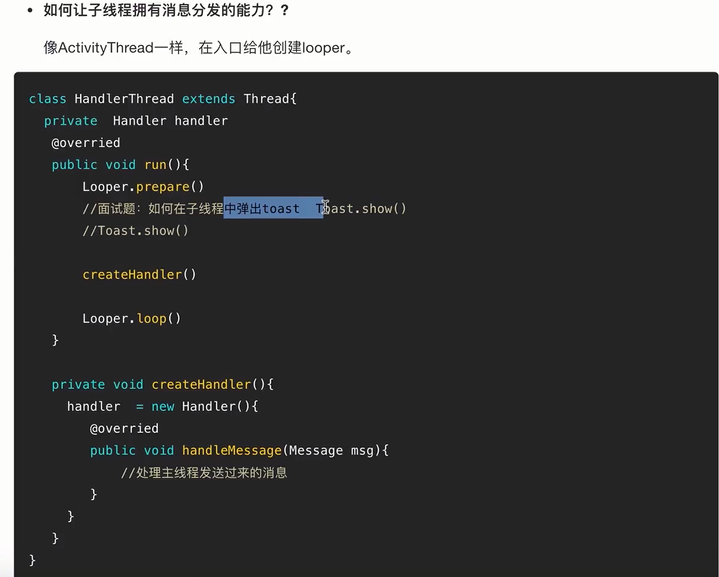 • 如何让子线程拥有消息分发的能力？?
像ActivityThread一样，在入口给他创建looper。
class HandlerThread extends Thread{
private  Handler handler
@overried
public void run(){
Looper.prepare()
//面试题：如何在子线程中弹出toast  Toast.show()
//Toast.show()
createHandler()
Looper.loop()
}
private void createHandler(){
handler  = new Handler(){
@overried
public void handleMessage(Message msg){
//处理主线程发送过来的消息
}
}
}
}